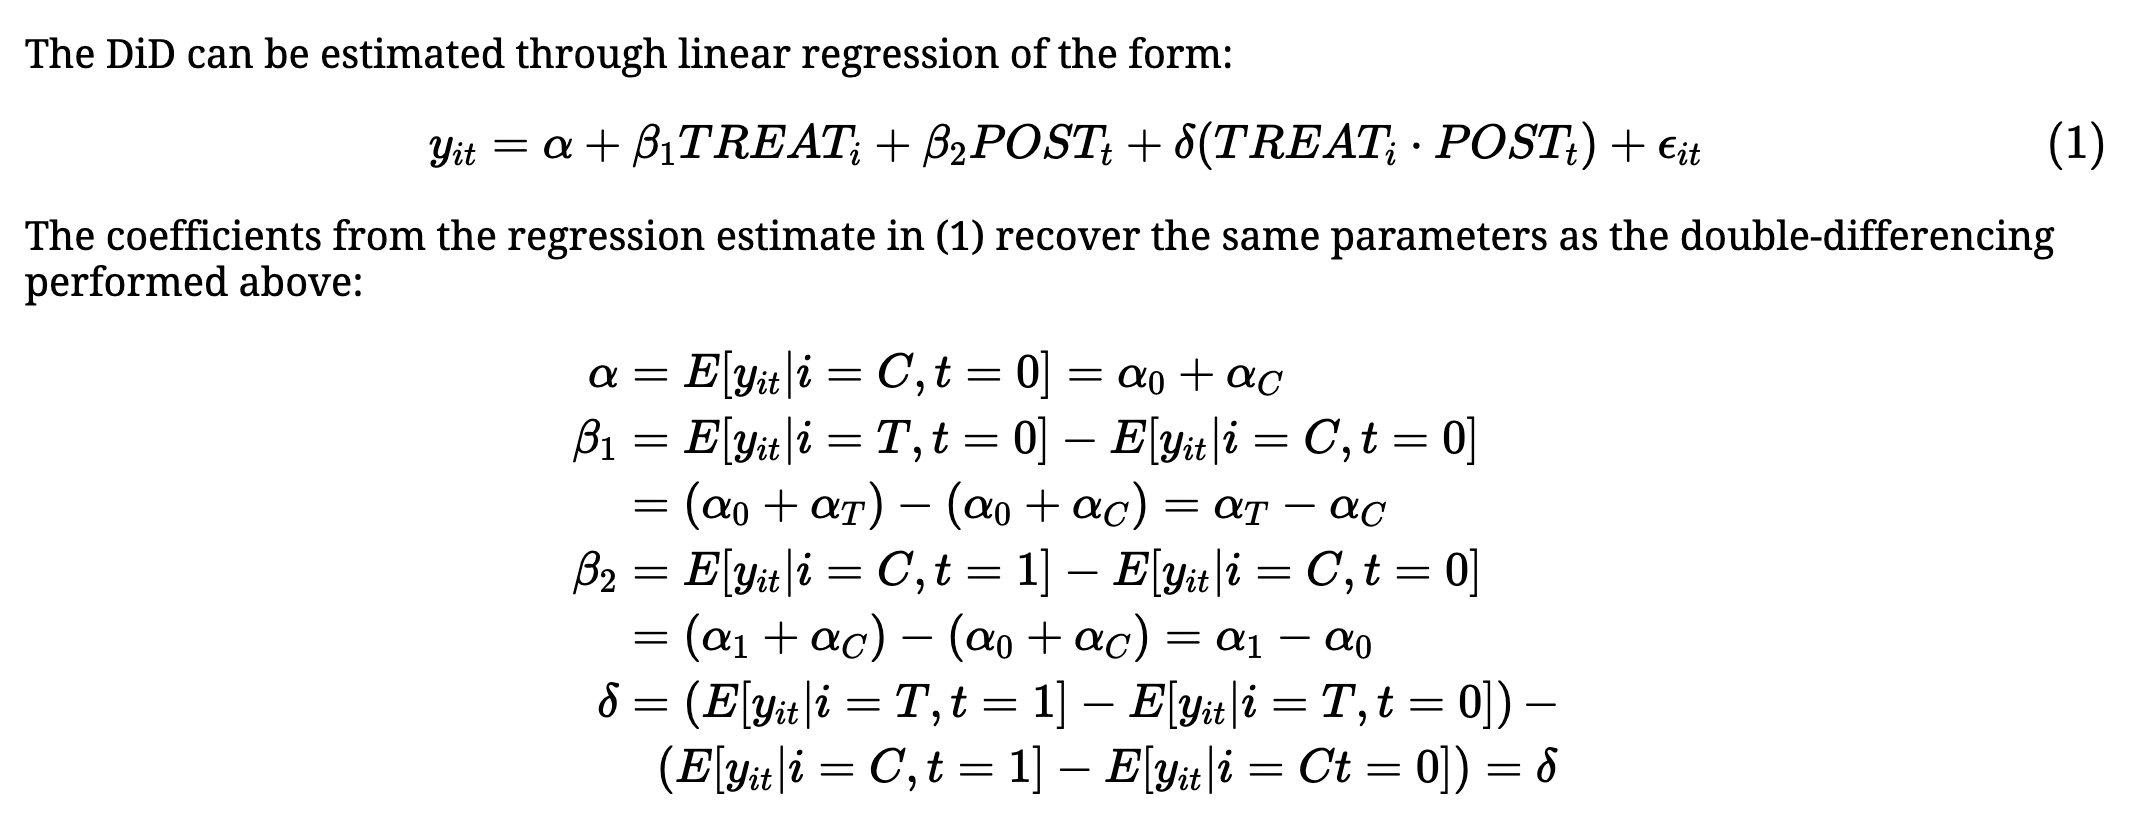 The DiD can be estimated through linear regression of the form:
y_{it} = α + β_1 TREAT_i + β_2 POST_t + δ(TREAT_i · POST_t) + ϵ_{it} (1)
The coefficients from the regression estimate in (1) recover the same parameters as the double-differencing
performed above:
α = E[y_{it}|i = C, t = 0] = α_0 + α_C
β_1 = E[y_{it}|i = T, t = 0] − E[y_{it}|i = C, t = 0]
= (α_0 + α_T) − (α_0 + α_C) = α_T − α_C
β_2 = E[y_{it}|i = C, t = 1] − E[y_{it}|i = C, t = 0]
= (α_1 + α_C) − (α_0 + α_C) = α_1 − α_0
δ = (E[y_{it}|i = T, t = 1] − E[y_{it}|i = T, t = 0]) −
(E[y_{it}|i = C, t = 1] − E[y_{it}|i = Ct = 0]) = δ